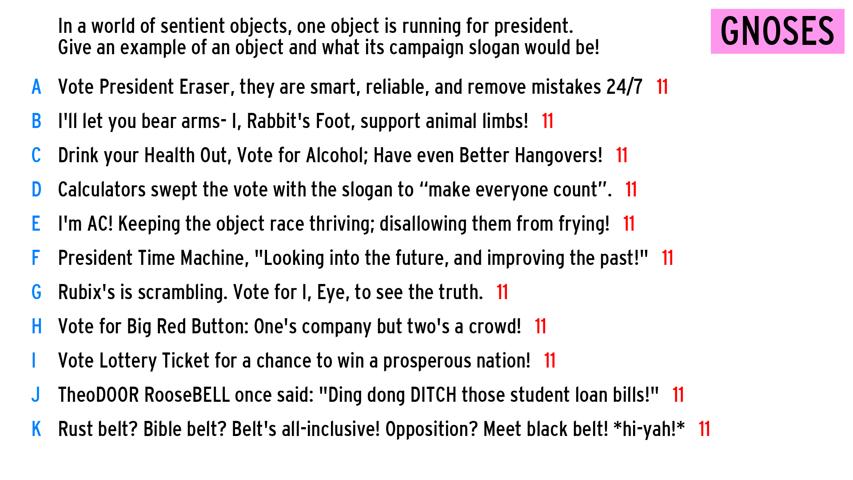 In a world of sentient objects, one object is running for president.
Give an example of an object and what its campaign slogan would be!
GNOSES
A Vote President Eraser, they are smart, reliable, and remove mistakes 24/7 11
B I'll let you bear arms- I, Rabbit's Foot, support animal limbs! 11
C Drink your Health Out, Vote for Alcohol; Have even Better Hangovers! 11
D Calculators swept the vote with the slogan to “make everyone count”. 11
E I'm AC! Keeping the object race thriving; disallowing them from frying! 11
F President Time Machine, "Looking into the future, and improving the past!" 11
G Rubix's is scrambling. Vote for I, Eye, to see the truth. 11
H Vote for Big Red Button: One's company but two's a crowd! 11
I Vote Lottery Ticket for a chance to win a prosperous nation! 11
J TheoDOOR RooseBELL once said: "Ding dong DITCH those student loan bills!" 11
K Rust belt? Bible belt? Belt's all-inclusive! Opposition? Meet black belt! *hi-yah!* 11